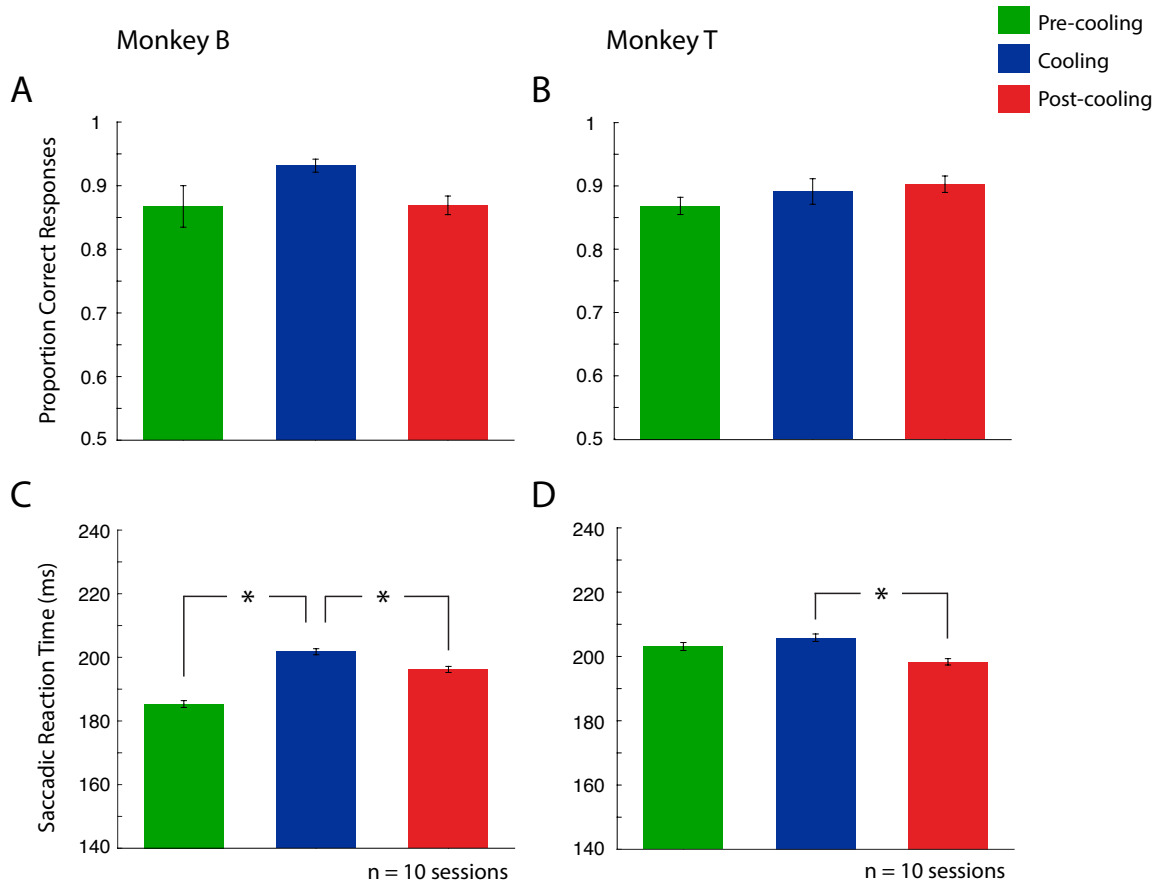 Monkey B
Monkey T
Pre-cooling
Cooling
Post-cooling
A
B
Proportion Correct Responses
1
0.9
0.8
0.7
0.6
0.5
1
0.9
0.8
0.7
0.6
0.5
C
D
Saccadic Reaction Time (ms)
240
220
200
180
160
140
*
*
240
220
200
180
160
140
*
n = 10 sessions
n = 10 sessions